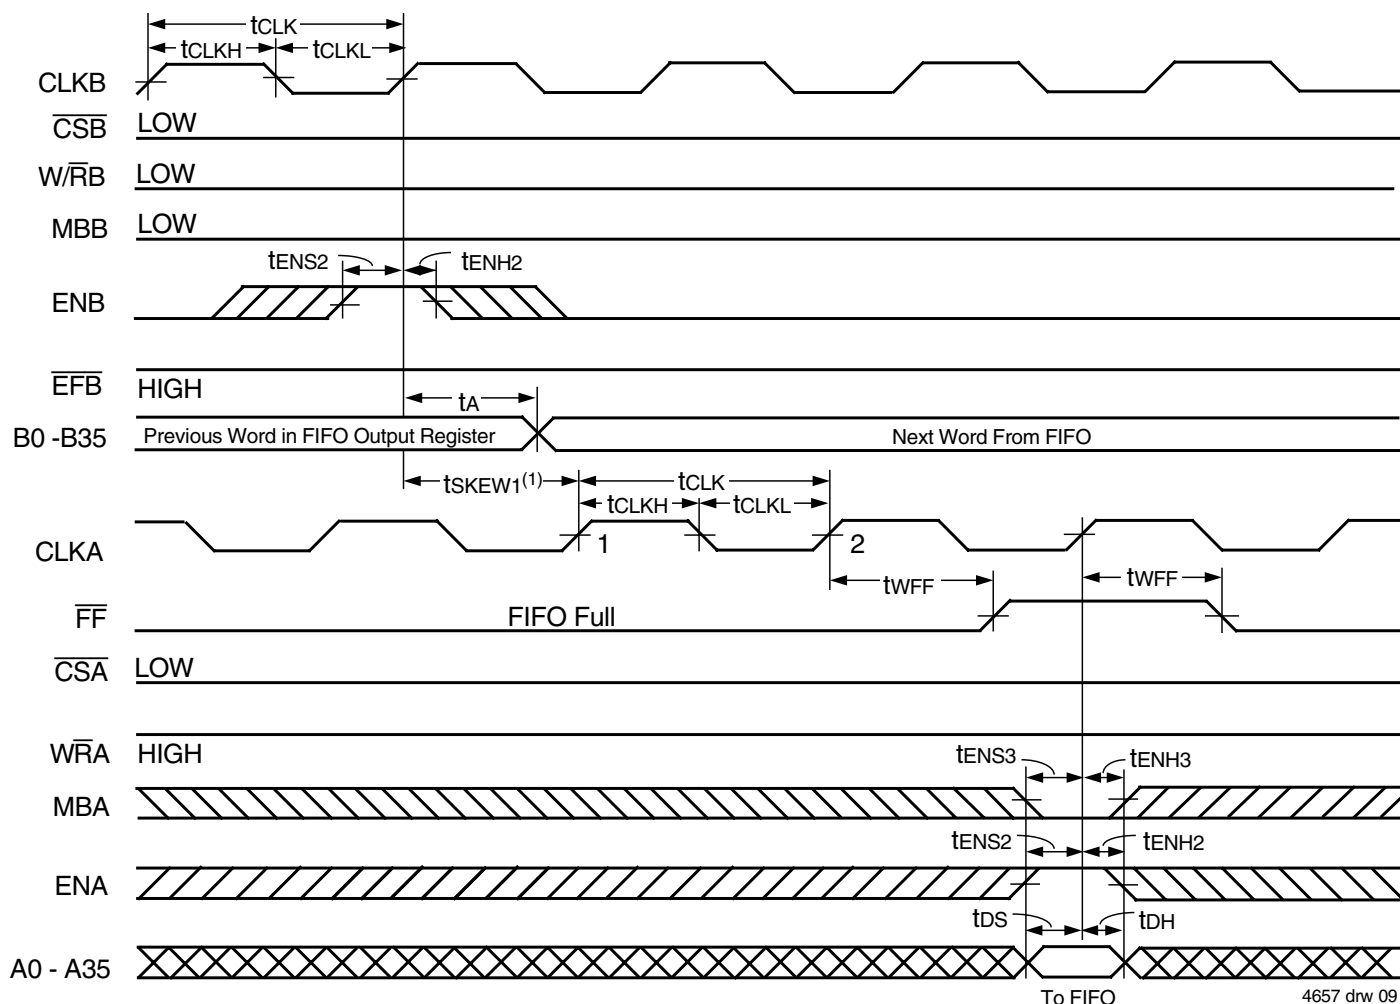 tCLK
tCLKH tCLKL
CLKB
CSB LOW
W/RB LOW
MBB LOW
tENS2 tENH2
ENB
EFB HIGH
tA
B0 -B35 Previous Word in FIFO Output Register Next Word From FIFO
tSKEW1(1) tCLK
tCLKH tCLKL
CLKA 1 2
tWFF tWFF
FF FIFO Full
CSA LOW
WRA HIGH
tENS3 tENH3
MBA
tENS2 tENH2
ENA
tDS tDH
A0 - A35
To FIFO 4657 drw 09